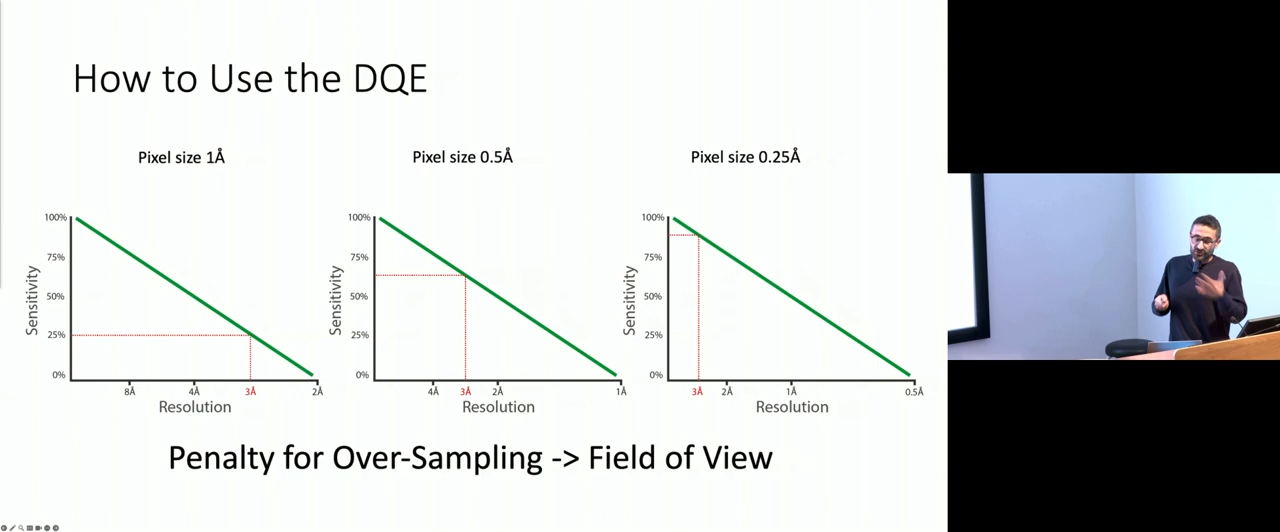 How to Use the DQE
Pixel size 1Å
100%
75%
50%
25%
0%
Sensitivity
8Å 4Å 3Å 2Å
Resolution
Pixel size 0.5Å
100%
75%
50%
25%
0%
Sensitivity
4Å 3Å 2Å 1Å
Resolution
Pixel size 0.25Å
100%
75%
50%
25%
0%
Sensitivity
3Å 2Å 1Å 0.5Å
Resolution
Penalty for Over-Sampling -> Field of View